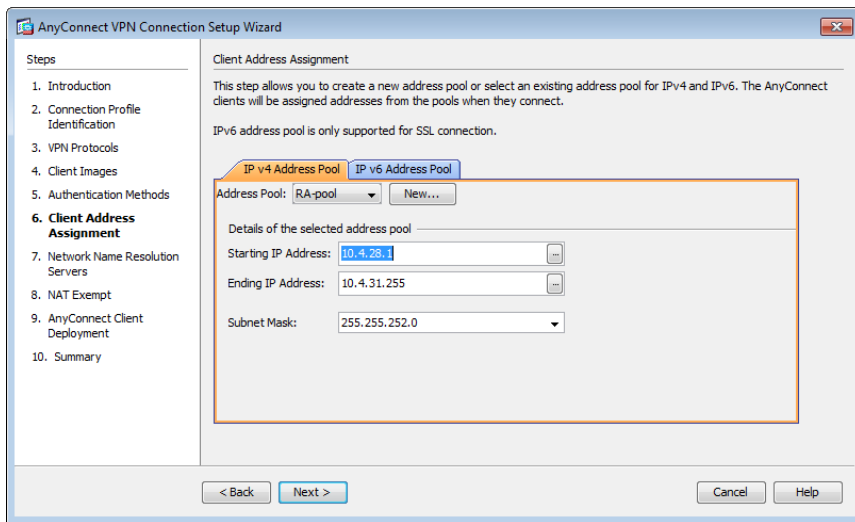 AnyConnect VPN Connection Setup Wizard
Steps
1. Introduction
2. Connection Profile
Identification
3. VPN Protocols
4. Client Images
5. Authentication Methods
6. Client Address
Assignment
7. Network Name Resolution
Servers
8. NAT Exempt
9. AnyConnect Client
Deployment
10. Summary
Client Address Assignment
This step allows you to create a new address pool or select an existing address pool for IPv4 and IPv6. The AnyConnect
clients will be assigned addresses from the pools when they connect.
IPv6 address pool is only supported for SSL connection.
IP v4 Address Pool IP v6 Address Pool
Address Pool: RA-pool New...
Details of the selected address pool
Starting IP Address: 10.4.28.1 ...
Ending IP Address: 10.4.31.255 ...
Subnet Mask: 255.255.252.0
< Back Next > Cancel Help